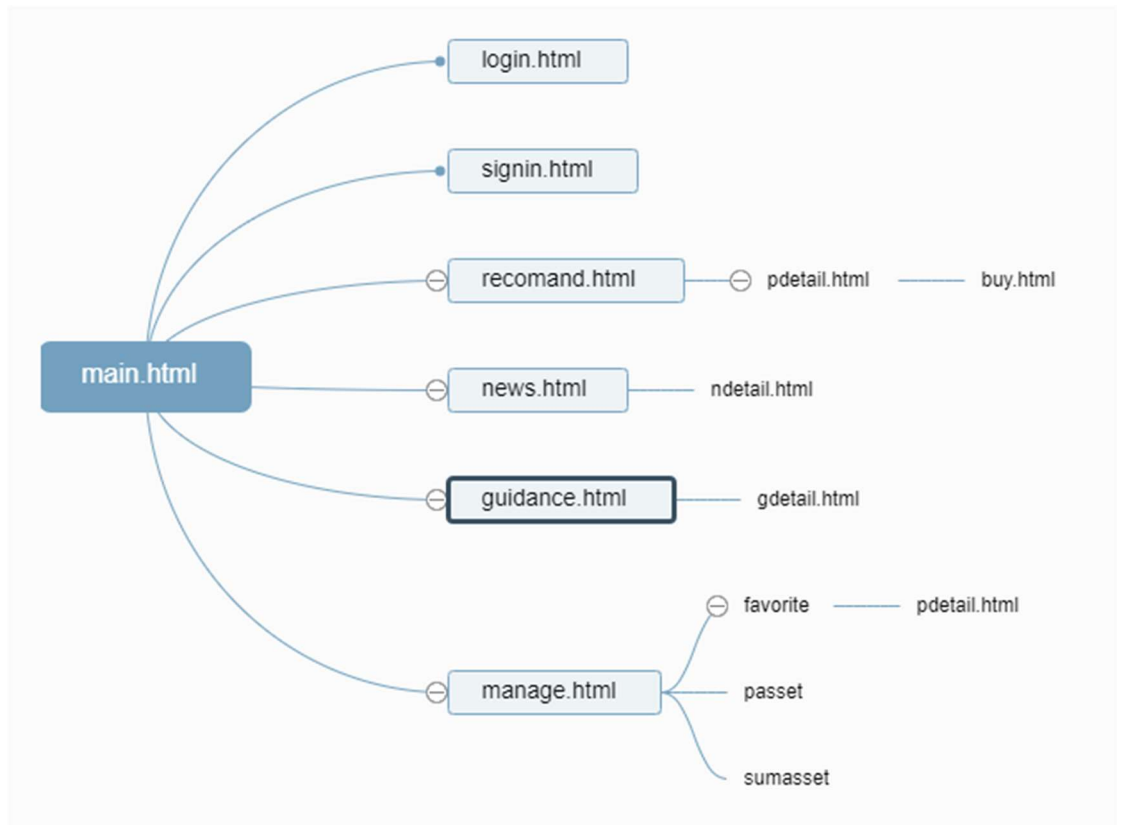 login.html
signin.html
recomand.html pdetail.html buy.html
main.html
news.html ndetail.html
guidance.html gdetail.html
favorite pdetail.html
manage.html passet
sumasset